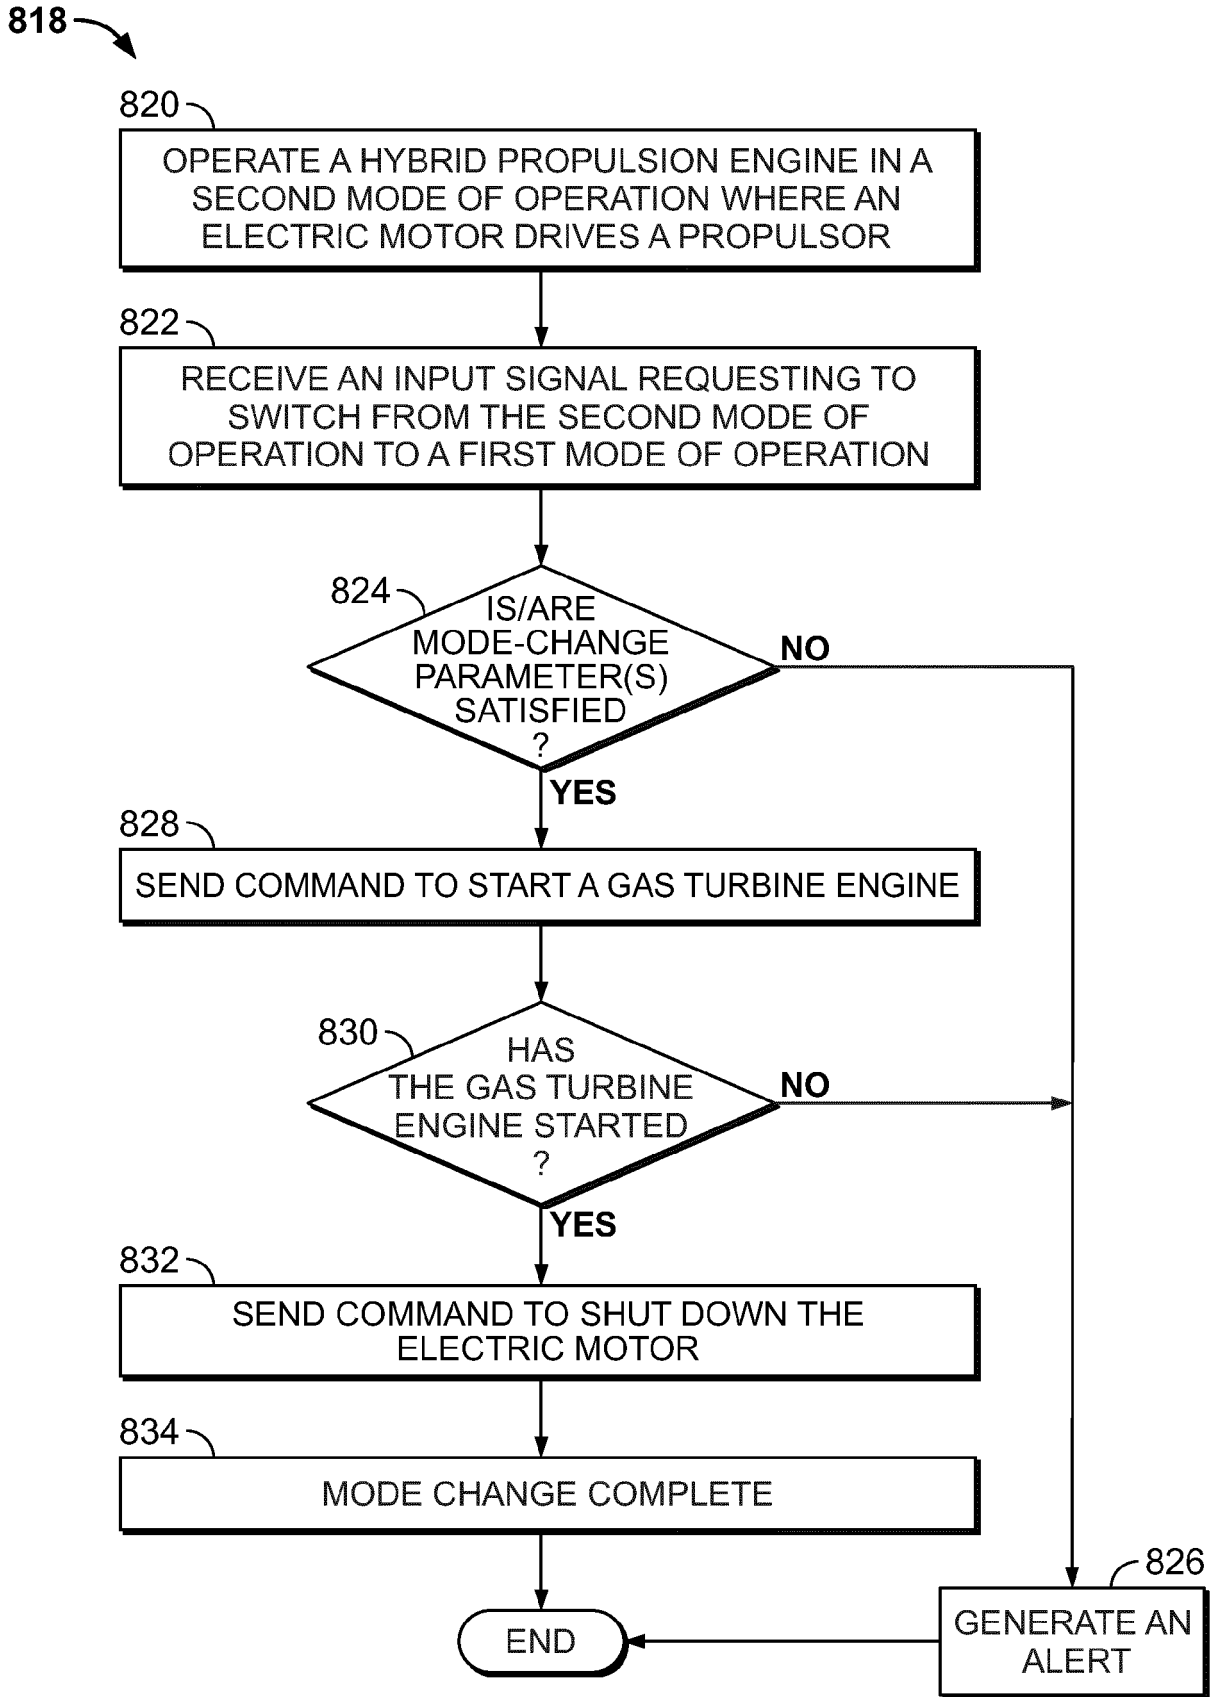 818
820
OPERATE A HYBRID PROPULSION ENGINE IN A
SECOND MODE OF OPERATION WHERE AN
ELECTRIC MOTOR DRIVES A PROPULSOR
822
RECEIVE AN INPUT SIGNAL REQUESTING TO
SWITCH FROM THE SECOND MODE OF
OPERATION TO A FIRST MODE OF OPERATION
824
IS/ARE
MODE-CHANGE
PARAMETER(S)
SATISFIED
?
NO
YES
828
SEND COMMAND TO START A GAS TURBINE ENGINE
830
HAS
THE GAS TURBINE
ENGINE STARTED
?
NO
YES
832
SEND COMMAND TO SHUT DOWN THE
ELECTRIC MOTOR
834
MODE CHANGE COMPLETE
826
GENERATE AN
ALERT
END